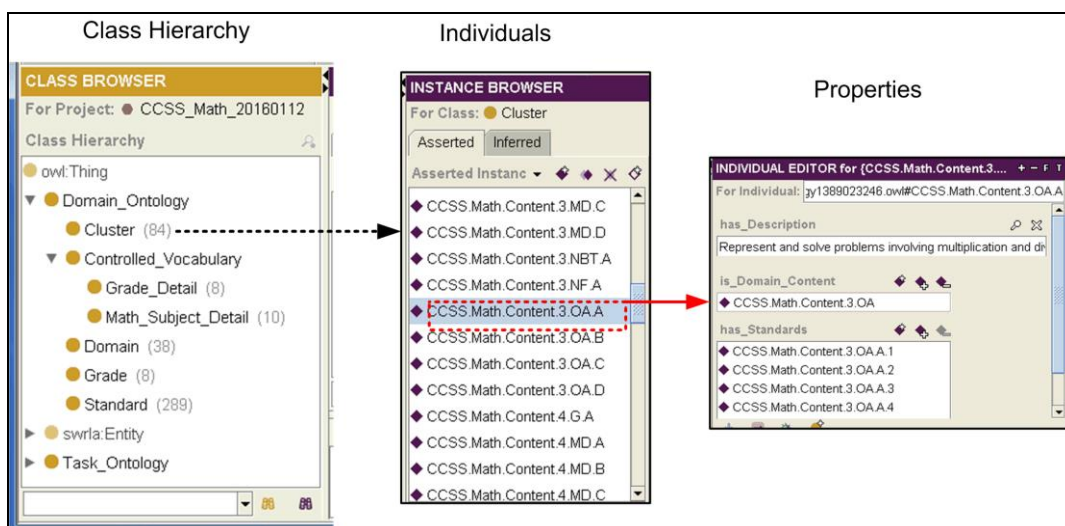 Class Hierarchy
CLASS BROWSER
For Project: CCSS_Math_20160112
Class Hierarchy
owl:Thing
Domain_Ontology
Cluster (84)
Controlled_Vocabulary
Grade_Detail (8)
Math_Subject_Detail (10)
Domain (38)
Grade (8)
Standard (289)
swrla:Entity
Task_Ontology
Individuals
INSTANCE BROWSER
For Class: Cluster
Asserted Inferred
Asserted Instanc
CCSS.Math.Content.3.MD.C
CCSS.Math.Content.3.MD.D
CCSS.Math.Content.3.NBT.A
CCSS.Math.Content.3.NF.A
CCSS.Math.Content.3.OA.A
CCSS.Math.Content.3.OA.B
CCSS.Math.Content.3.OA.C
CCSS.Math.Content.3.OA.D
CCSS.Math.Content.4.G.A
CCSS.Math.Content.4.MD.A
CCSS.Math.Content.4.MD.B
CCSS.Math.Content.4.MD.C
Properties
INDIVIDUAL EDITOR for {CCSS.Math.Content.3....
For Individual: gy1389023246.owl#CCSS.Math.Content.3.OA.A
has_Description
Represent and solve problems involving multiplication and di
is_Domain_Content
CCSS.Math.Content.3.OA
has_Standards
CCSS.Math.Content.3.OA.A.1
CCSS.Math.Content.3.OA.A.2
CCSS.Math.Content.3.OA.A.3
CCSS.Math.Content.3.OA.A.4